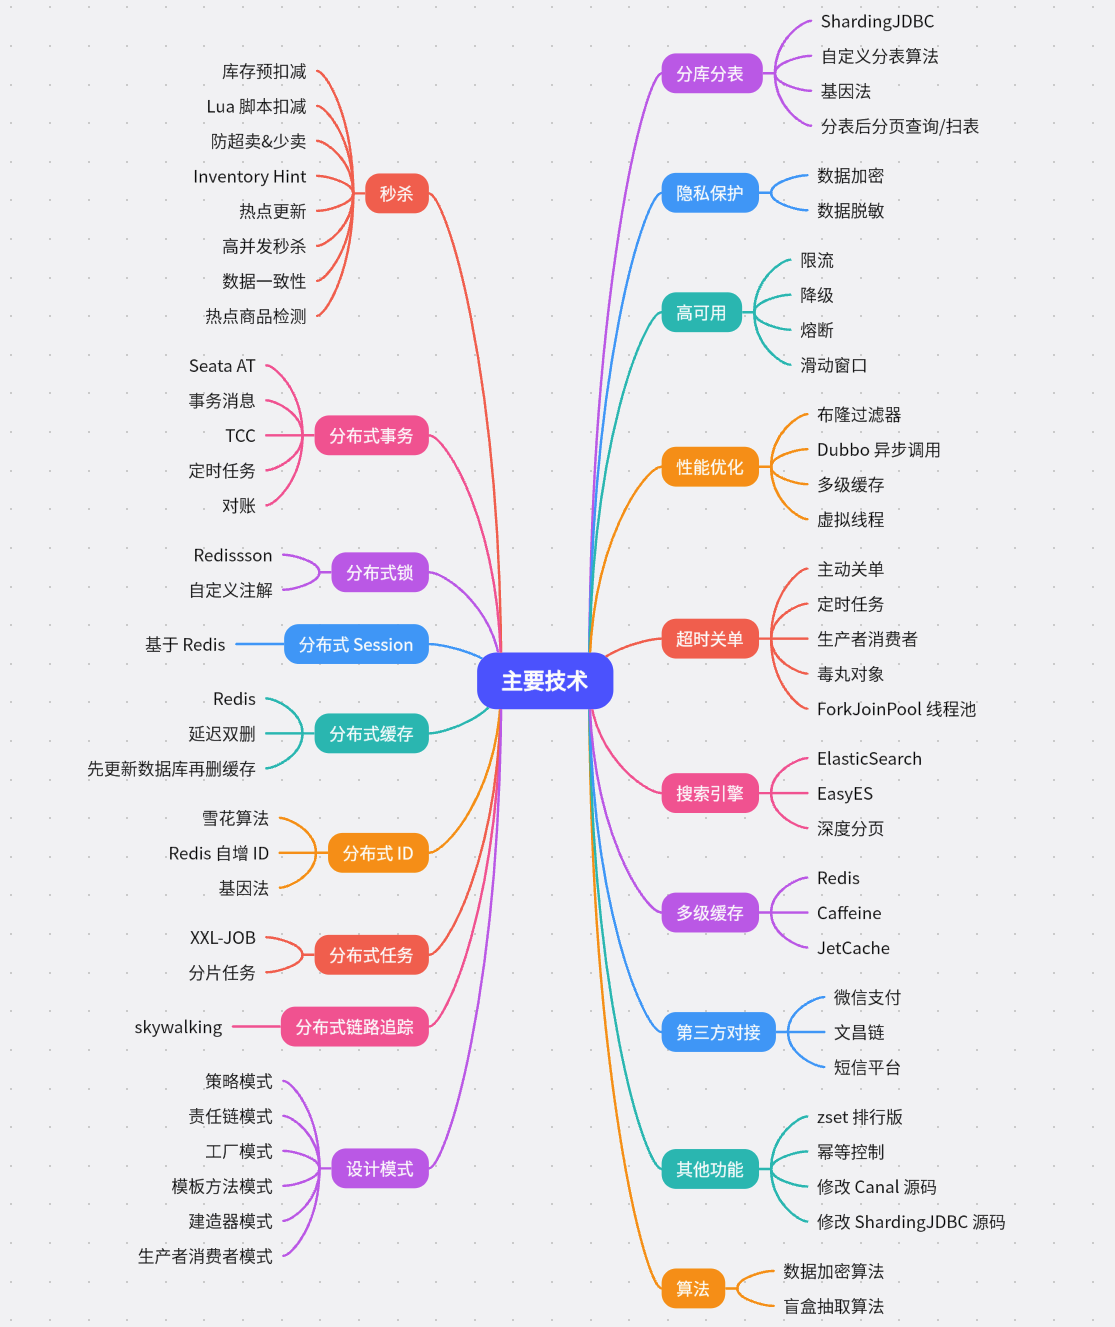 主要技术
秒杀
库存预扣减
Lua 脚本扣减
防超卖&少卖
Inventory Hint
热点更新
高并发秒杀
数据一致性
热点商品检测
分布式事务
Seata AT
事务消息
TCC
定时任务
对账
分布式锁
Redissson
自定义注解
分布式 Session
基于 Redis
分布式缓存
Redis
延迟双删
先更新数据库再删缓存
分布式 ID
雪花算法
Redis 自增 ID
基因法
分布式任务
XXL-JOB
分片任务
分布式链路追踪
skywalking
设计模式
策略模式
责任链模式
工厂模式
模板方法模式
建造器模式
生产者消费者模式
分库分表
ShardingJDBC
自定义分表算法
基因法
分表后分页查询/扫表
隐私保护
数据加密
数据脱敏
高可用
限流
降级
熔断
滑动窗口
性能优化
布隆过滤器
Dubbo 异步调用
多级缓存
虚拟线程
超时关单
主动关单
定时任务
生产者消费者
毒丸对象
ForkJoinPool 线程池
搜索引擎
ElasticSearch
EasyES
深度分页
多级缓存
Redis
Caffeine
JetCache
第三方对接
微信支付
文昌链
短信平台
其他功能
zset 排行版
幂等控制
修改 Canal 源码
修改 ShardingJDBC 源码
算法
数据加密算法
盲盒抽取算法